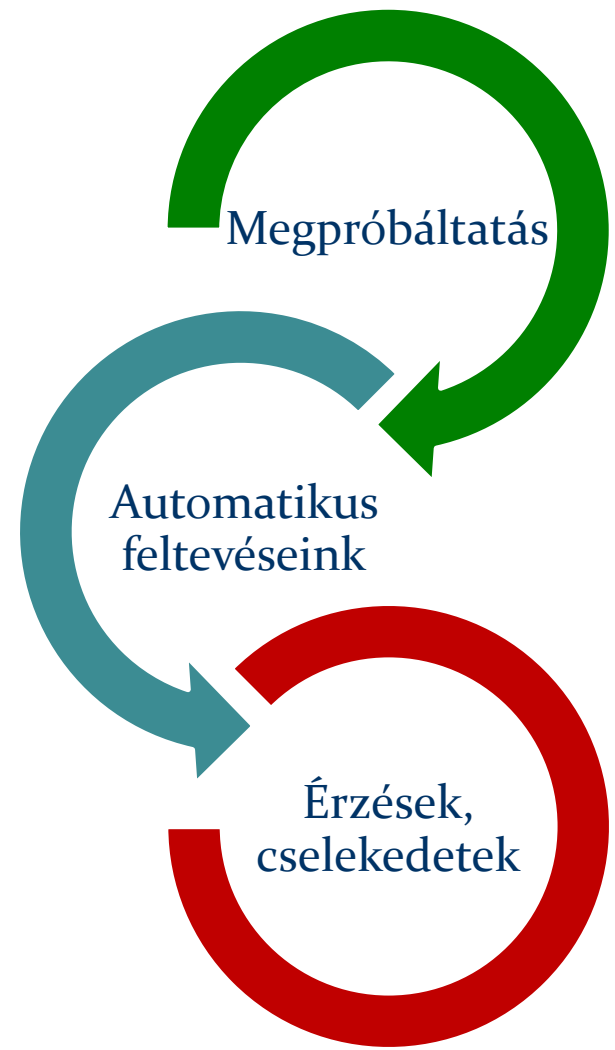 Megpróbáltatás
Automatikus
feltevéseink
Érzések,
cselekedetek